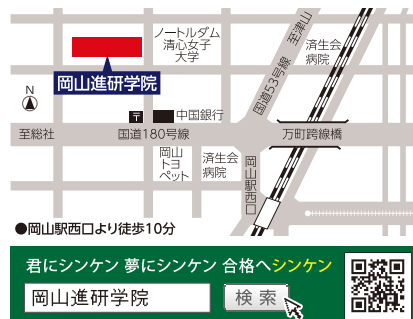 ノートルダム
清心女子
大学
至津山
済生会
病院
国道53号線
岡山進研学院
N
〒
中国銀行
至総社
国道180号線
万町跨線橋
岡山
トヨ
ペット
済生会
病院
岡山駅西口
●岡山駅西口より徒歩10分
君にシンケン 夢にシンケン 合格へシンケン
岡山進研学院
検索